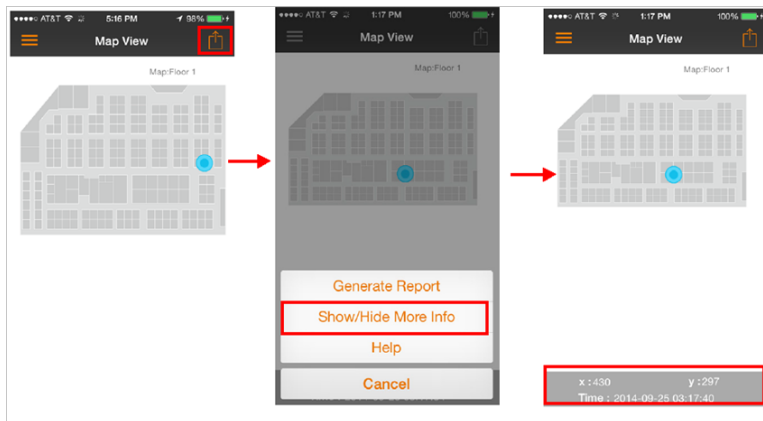 AT&T 5:16 PM 98%
Map View
Map:Floor 1
AT&T 1:17 PM 100%
Map View
Map:Floor 1
Generate Report
Show/Hide More Info
Help
Cancel
AT&T 1:17 PM 100%
Map View
Map:Floor 1
x :430 y :297
Time : 2014-09-25 03:17:40